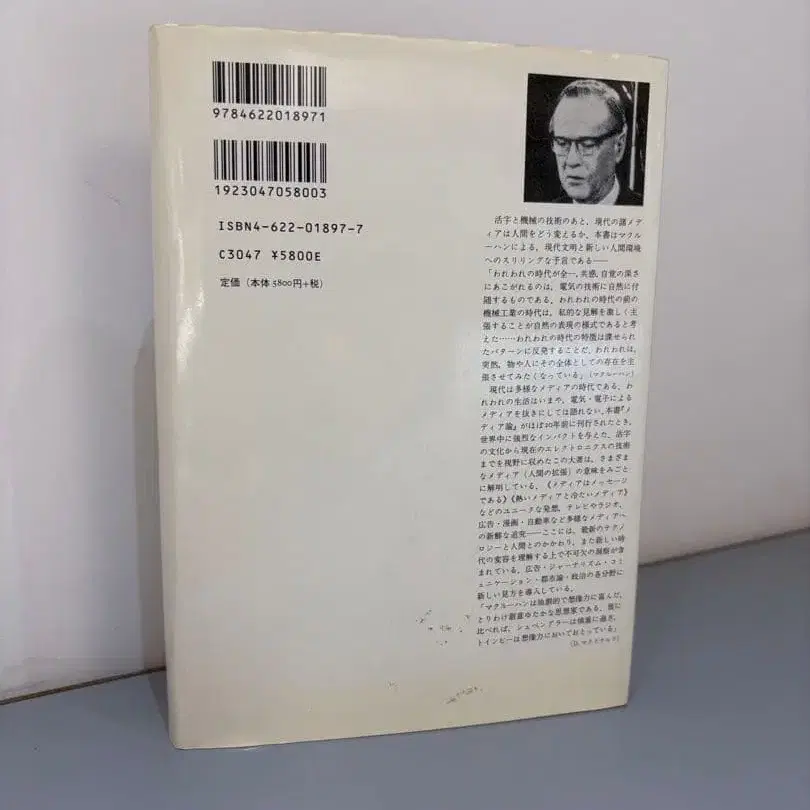 9784622018971
1923047058003
ISBN4-622-01897-7
C3047 ¥5800E
定価（本体5800円+税）
活字と機械の技術のあと、現代の諸メデ
ィアは人間をどう変えるか、本書はマクル
ーハンによる、現代文明と新しい人間環境
へのスリリングな予言である——
「われわれの時代が全一、共感、自覚の深さ
にあこがれるのは、電気の技術に自然に付
随するものである、われわれの時代の前の
機械工業の時代は、私的な見解を激しく主
張することが自然の表現の様式であると考
えた……われわれの時代の特徴は課せられ
たパターンに反発することだ、われわれは、
突然、物や人にその全体としての存在を主
張させてみたくなっている」（マクルーハン）
現代は多様なメディアの時代である、わ
れわれの生活はいまや、電気・電子による
メディアを抜きにしては語れない、本書『メ
ディア論』がほぼ20年前に刊行されたとき、
世界中に強烈なインパクトを与えた、活字
の文化から現在のエレクトロニクスの技術
までを視野に収めたこの大著は、さまざま
なメディア（人間の拡張）の意味をみごと
に解明している、《メディアはメッセージ
である》《熱いメディアと冷たいメディア》
などのユニークな発想、テレビやラジオ、
広告・漫画・自動車など多様なメディアへ
の新鮮な追究——ここには、最新のテクノ
ロジーと人間とのかかわり、また新しい時
代の変容を理解する上で不可欠の洞察が含
まれている、広告・ジャーナリズム・コミ
ュニケーション・都市論・政治の各分野に
新しい見方を導入している、
「マクルーハンは独創的で想像力に富んだ、
とりわけ創意ゆたかな思想家である、彼に
比べれば、シュペングラーは慎重に過ぎ、
トインビーは想像力においておとっている」
（D. マクドナルド）